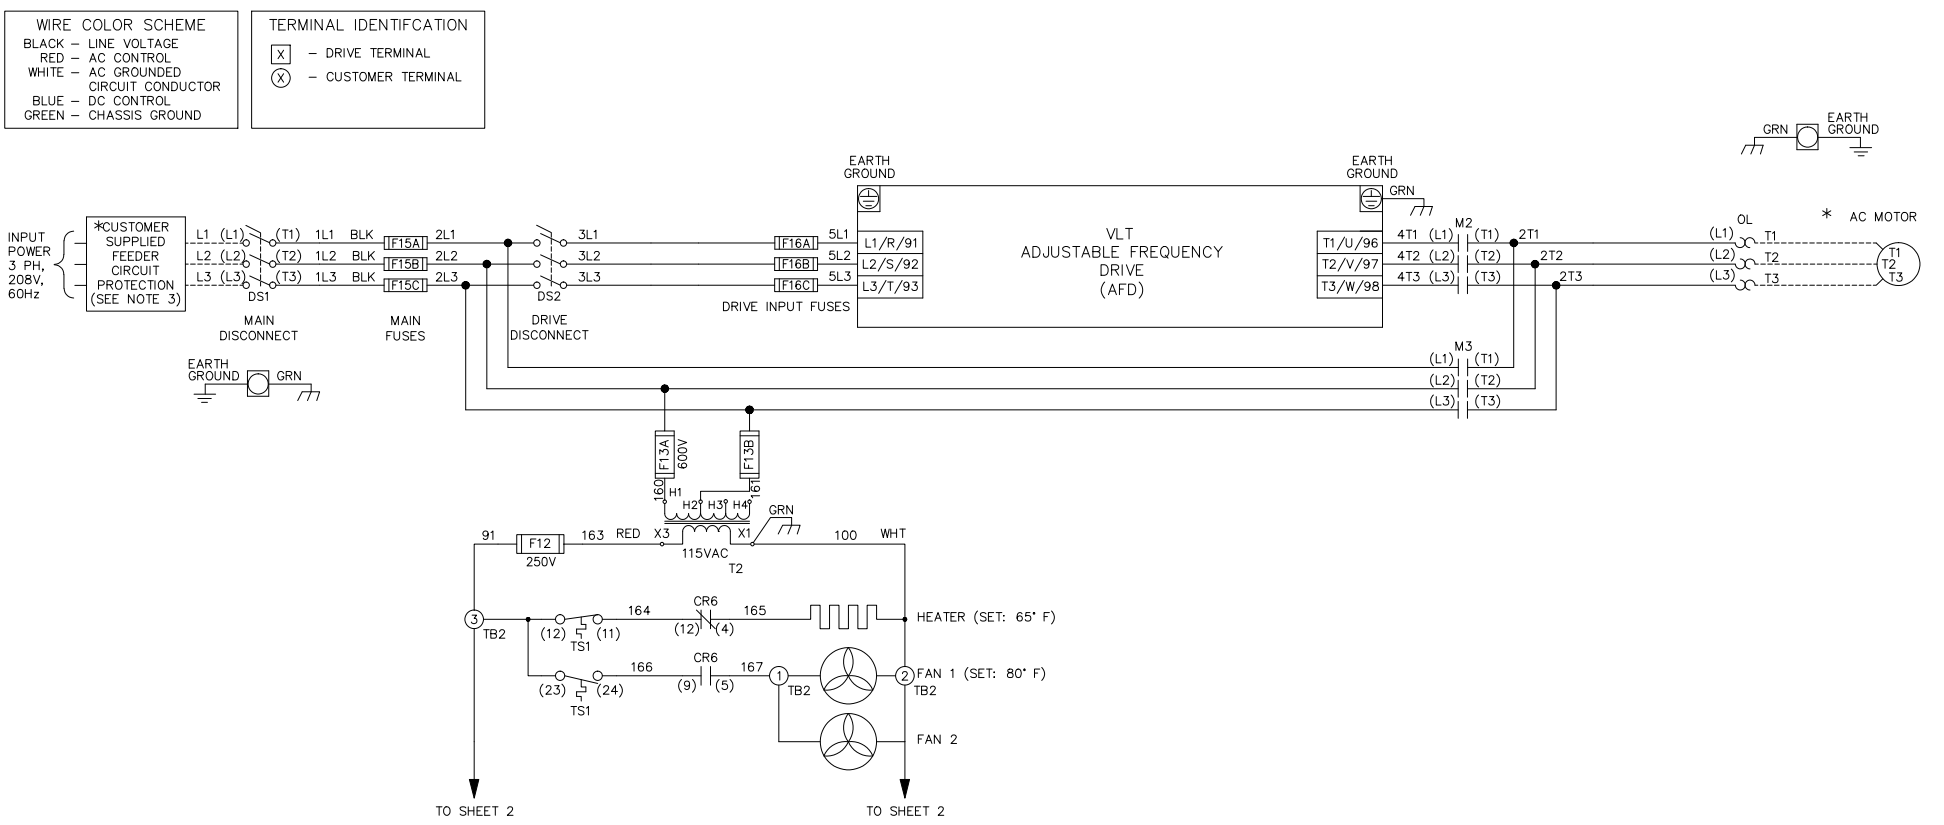 WIRE COLOR SCHEME
BLACK – LINE VOLTAGE
RED – AC CONTROL
WHITE – AC GROUNDED
CIRCUIT CONDUCTOR
BLUE – DC CONTROL
GREEN – CHASSIS GROUND
TERMINAL IDENTIFCATION
X – DRIVE TERMINAL
X – CUSTOMER TERMINAL
GRN
EARTH
GROUND
INPUT
POWER
3 PH,
208V,
60Hz
*CUSTOMER
SUPPLIED
FEEDER
CIRCUIT
PROTECTION
(SEE NOTE 3)
L1 (L1) (T1) 1L1 BLK F15A 2L1 3L1 F16A 5L1 L1/R/91
L2 (L2) (T2) 1L2 BLK F15B 2L2 3L2 F16B 5L2 L2/S/92
L3 (L3) (T3) 1L3 BLK F15C 2L3 3L3 F16C 5L3 L3/T/93
DS1
MAIN
DISCONNECT
MAIN
FUSES
DS2
DRIVE
DISCONNECT
DRIVE INPUT FUSES
EARTH
GROUND
VLT
ADJUSTABLE FREQUENCY
DRIVE
(AFD)
EARTH
GROUND
GRN
M2
OL
* AC MOTOR
T1/U/96 4T1 (L1) (T1) 2T1 (L1) T1
T2/V/97 4T2 (L2) (T2) 2T2 (L2) T2
T3/W/98 4T3 (L3) (T3) 2T3 (L3) T3
T1
T2
T3
M3
(L1) (T1)
(L2) (T2)
(L3) (T3)
EARTH
GROUND
GRN
F13A
600V
F13B
160
161
H1
H2
H3
H4
GRN
91 F12 163 RED X3 X1 100 WHT
250V
115VAC
T2
3
TB2
(12) (11)
TS1
164
CR6
(12) (4)
165
HEATER (SET: 65° F)
(23) (24)
TS1
166
CR6
(9) (5)
167
1
TB2
2
TB2
FAN 1 (SET: 80° F)
FAN 2
TO SHEET 2
TO SHEET 2